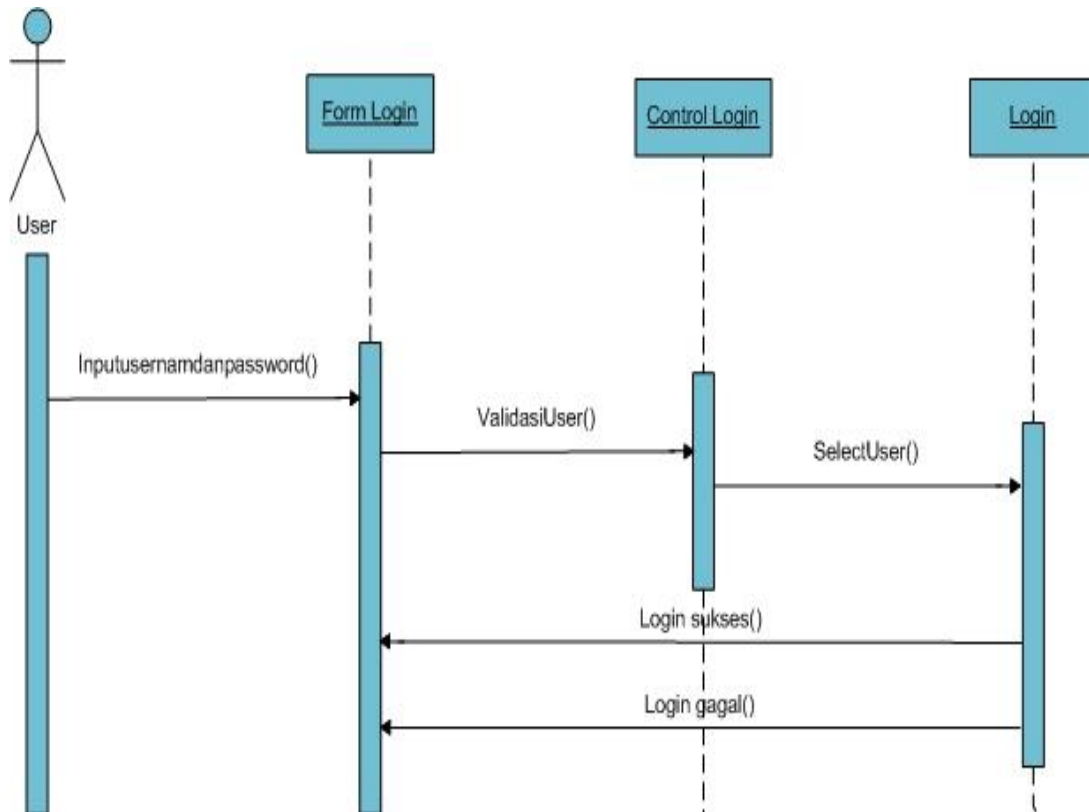 Form Login
Control Login
Login
User
Inputusernamdanpassword()
ValidasiUser()
SelectUser()
Login sukses()
Login gagal()